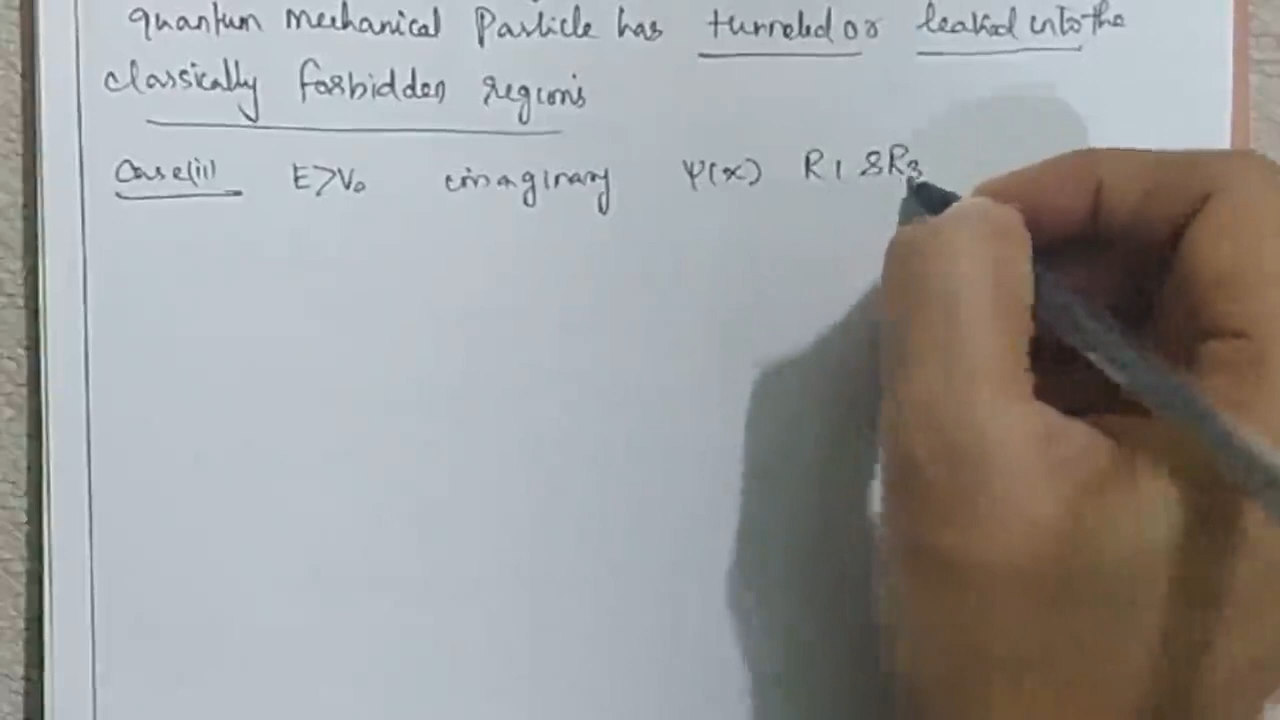 quantum mechanical Particle has tunneled or leaked into the
classically forbidden regions
Case(ii) E>V₀ imaginary Ψ(x) R1 & R3